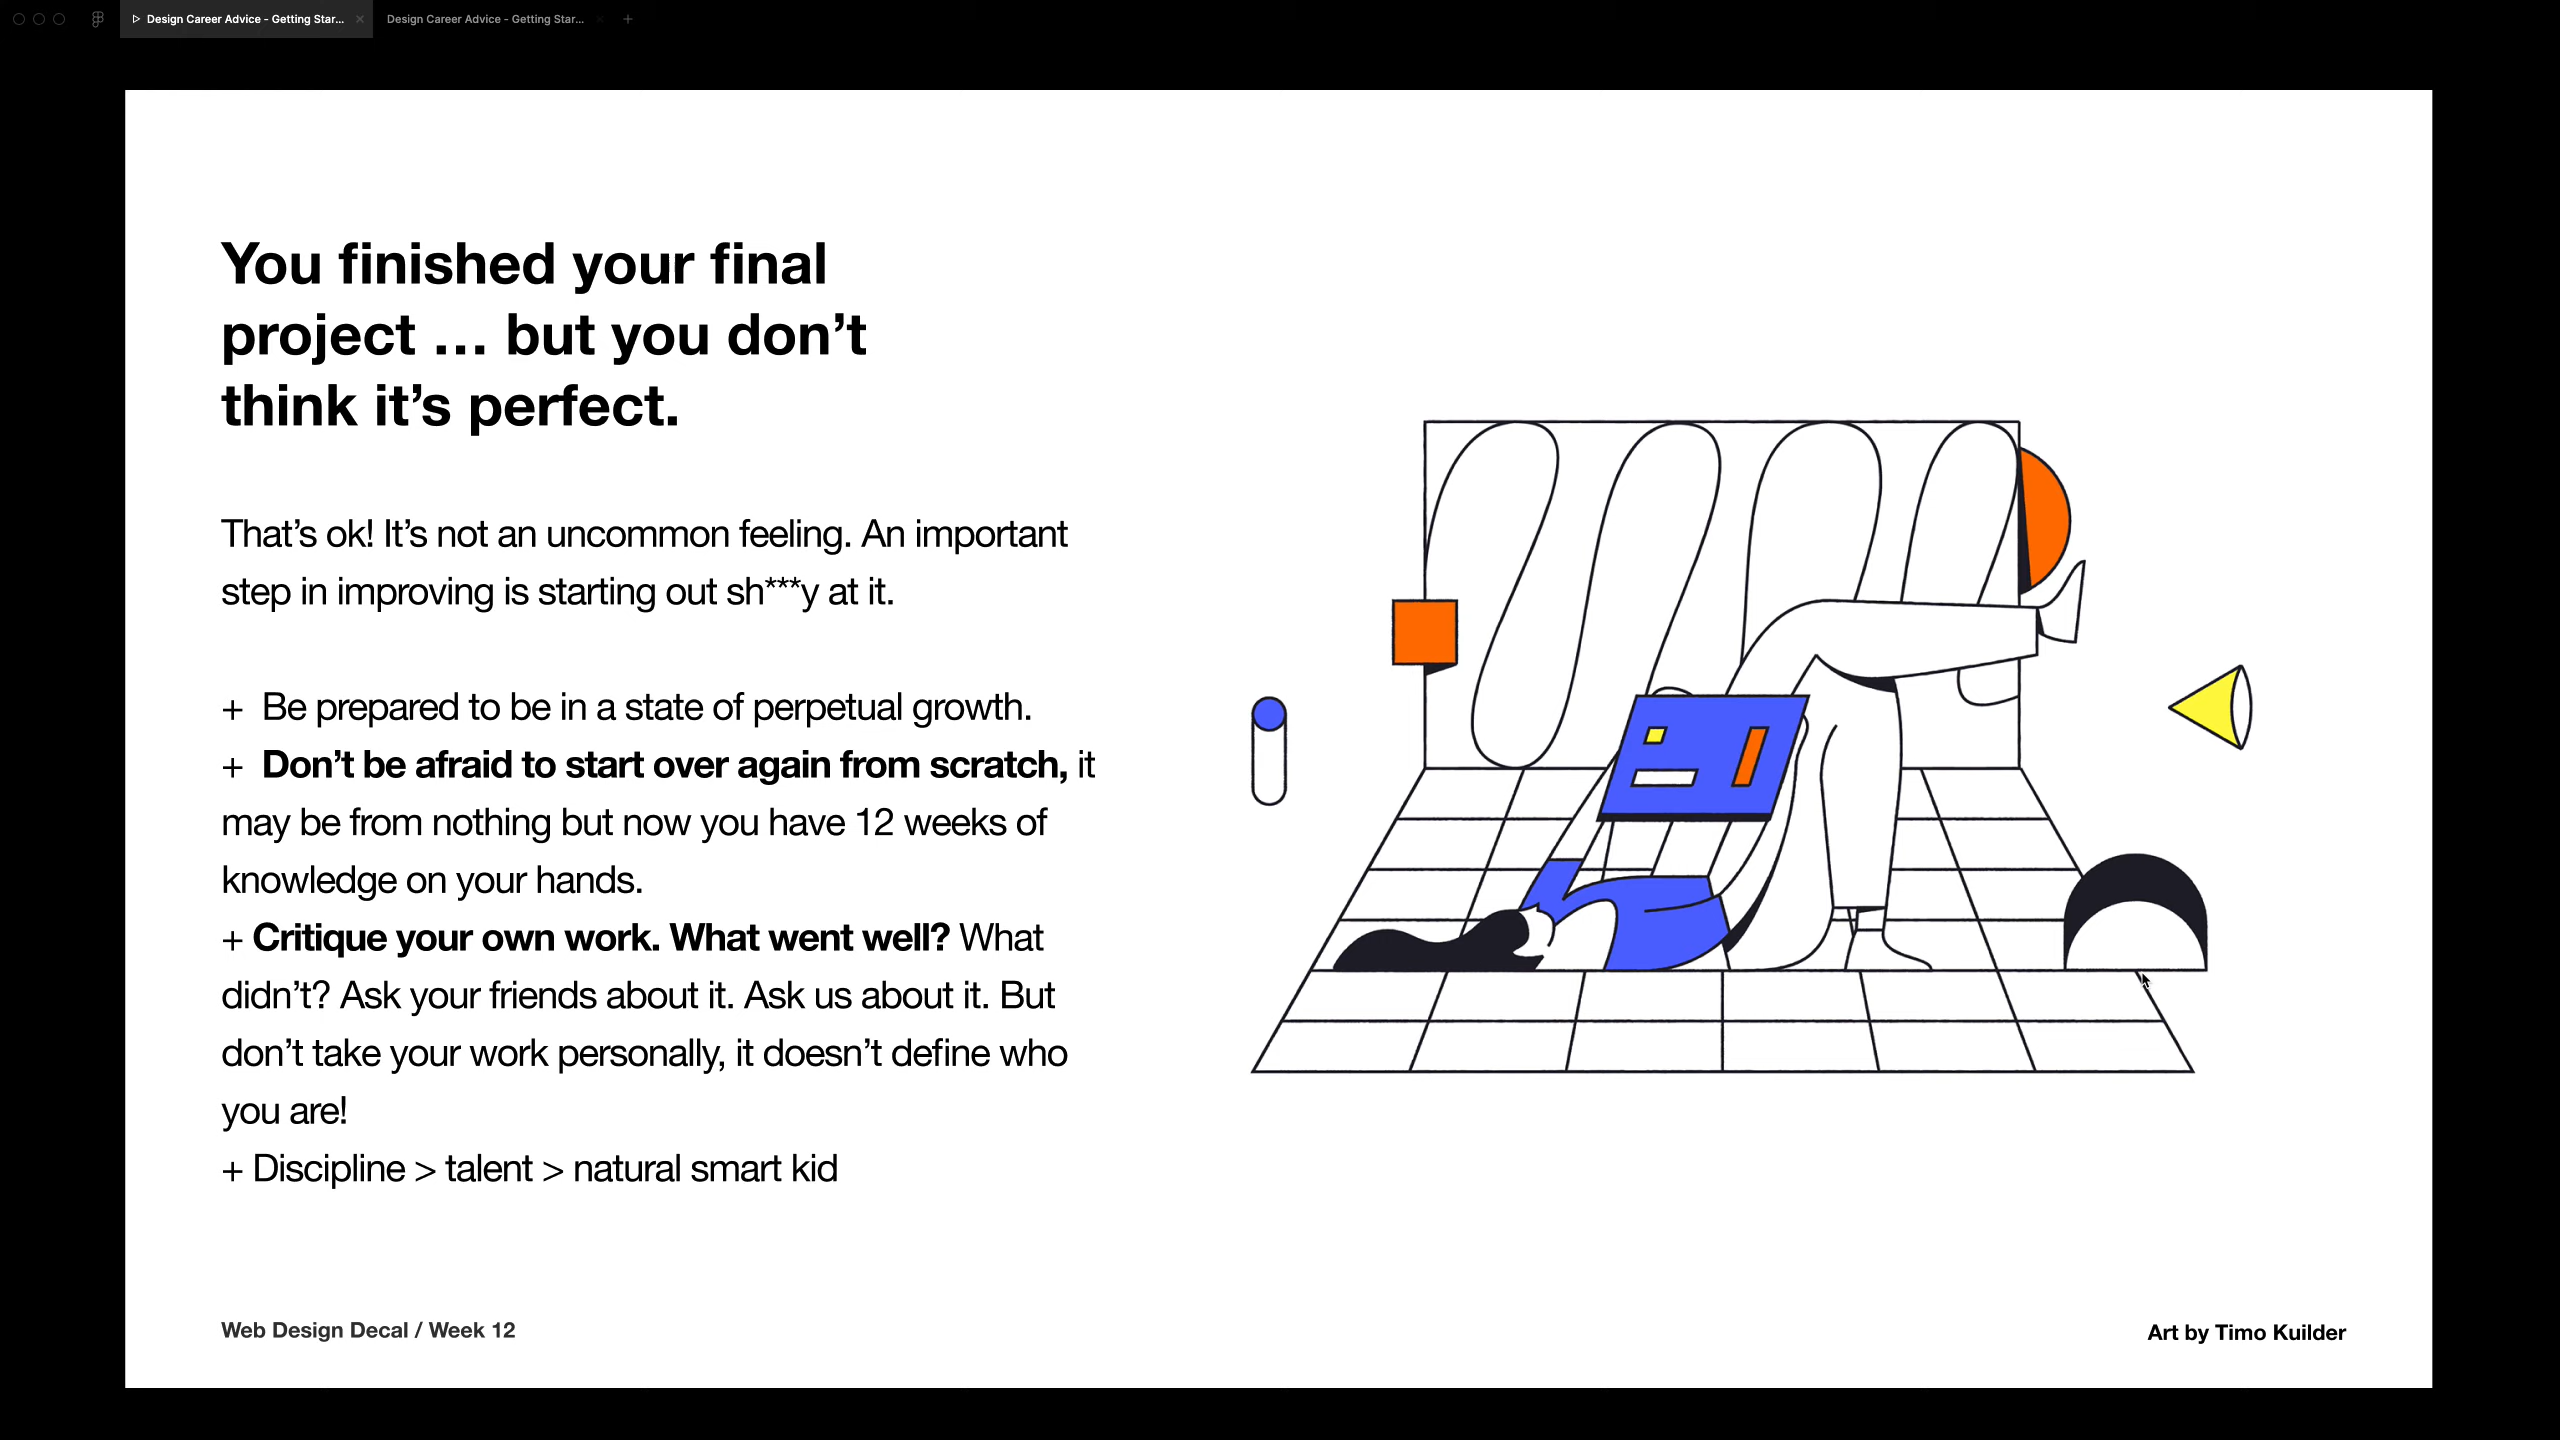 Design Career Advice - Getting Star...
Design Career Advice - Getting Star...
You finished your final
project … but you don’t
think it’s perfect.
That’s ok! It’s not an uncommon feeling. An important
step in improving is starting out sh***y at it.
+ Be prepared to be in a state of perpetual growth.
+ Don’t be afraid to start over again from scratch, it
may be from nothing but now you have 12 weeks of
knowledge on your hands.
+ Critique your own work. What went well? What
didn’t? Ask your friends about it. Ask us about it. But
don’t take your work personally, it doesn’t define who
you are!
+ Discipline > talent > natural smart kid
Web Design Decal / Week 12
Art by Timo Kuilder